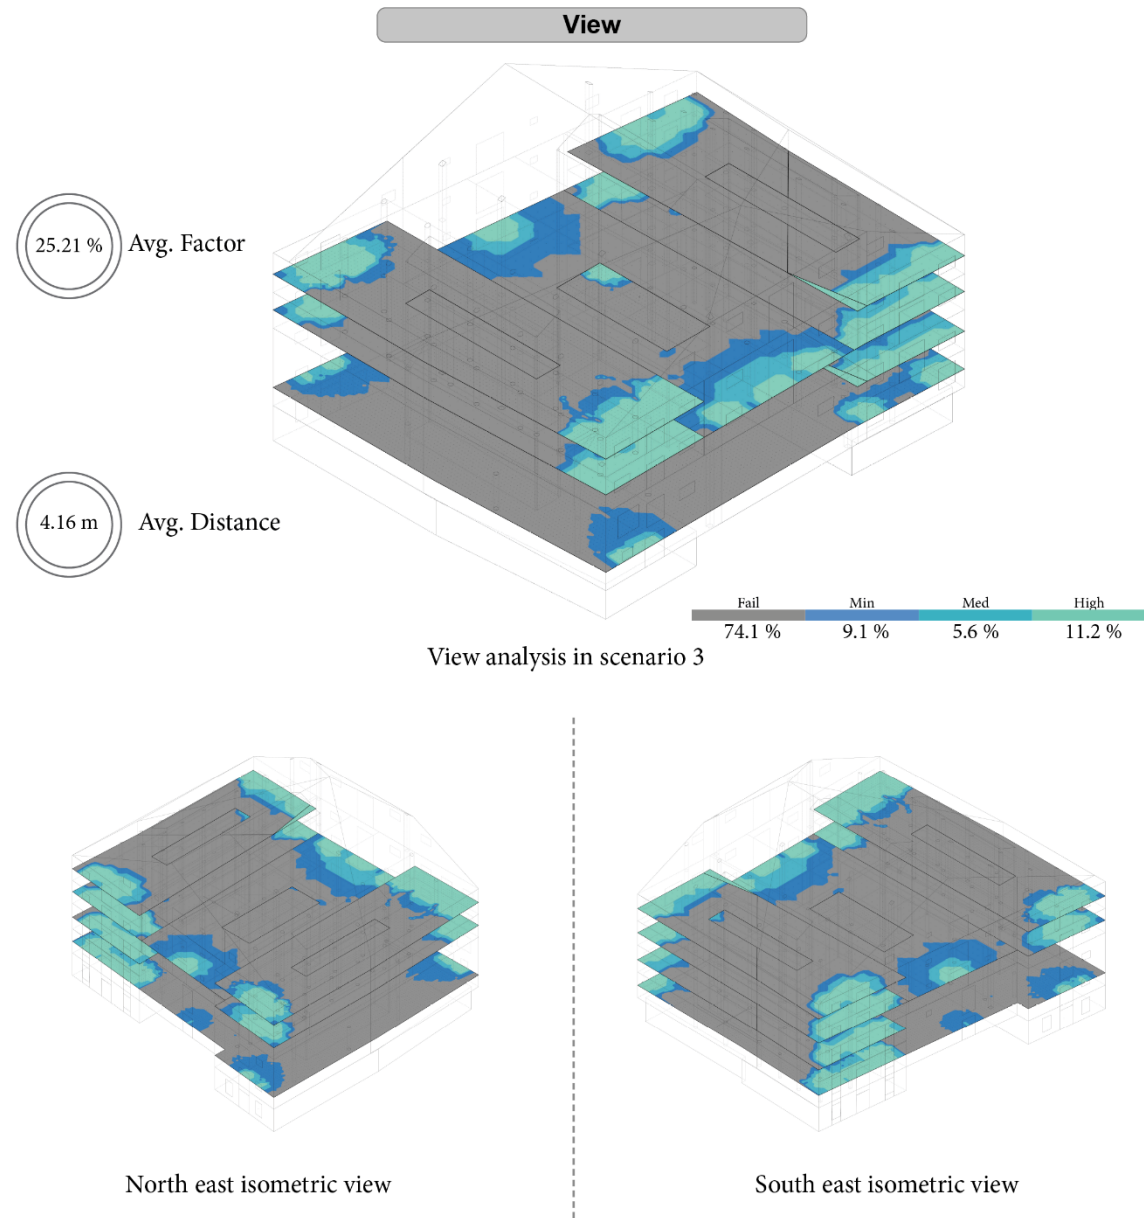 View
25.21 %
Avg. Factor
4.16 m
Avg. Distance
Fail Min Med High
74.1 % 9.1 % 5.6 % 11.2 %
View analysis in scenario 3
North east isometric view
South east isometric view